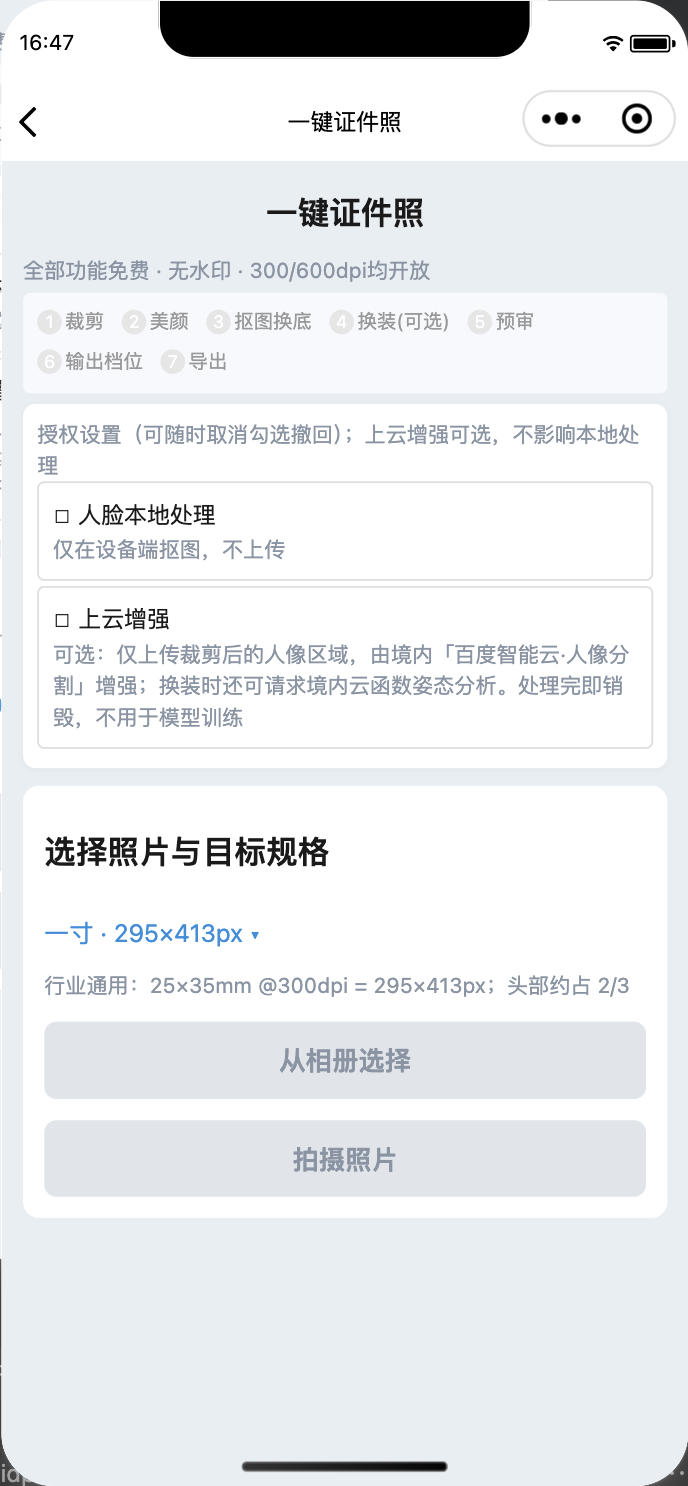 16:47
一键证件照
一键证件照
全部功能免费 · 无水印 · 300/600dpi均开放
1 裁剪 2 美颜 3 抠图换底 4 换装(可选) 5 预审
6 输出档位 7 导出
授权设置（可随时取消勾选撤回）；上云增强可选，不影响本地处
理
□ 人脸本地处理
仅在设备端抠图，不上传
□ 上云增强
可选：仅上传裁剪后的人像区域，由境内「百度智能云·人像分
割」增强；换装时还可请求境内云函数姿态分析。处理完即销
毁，不用于模型训练
选择照片与目标规格
一寸 · 295×413px ▾
行业通用：25×35mm @300dpi = 295×413px；头部约占 2/3
从相册选择
拍摄照片